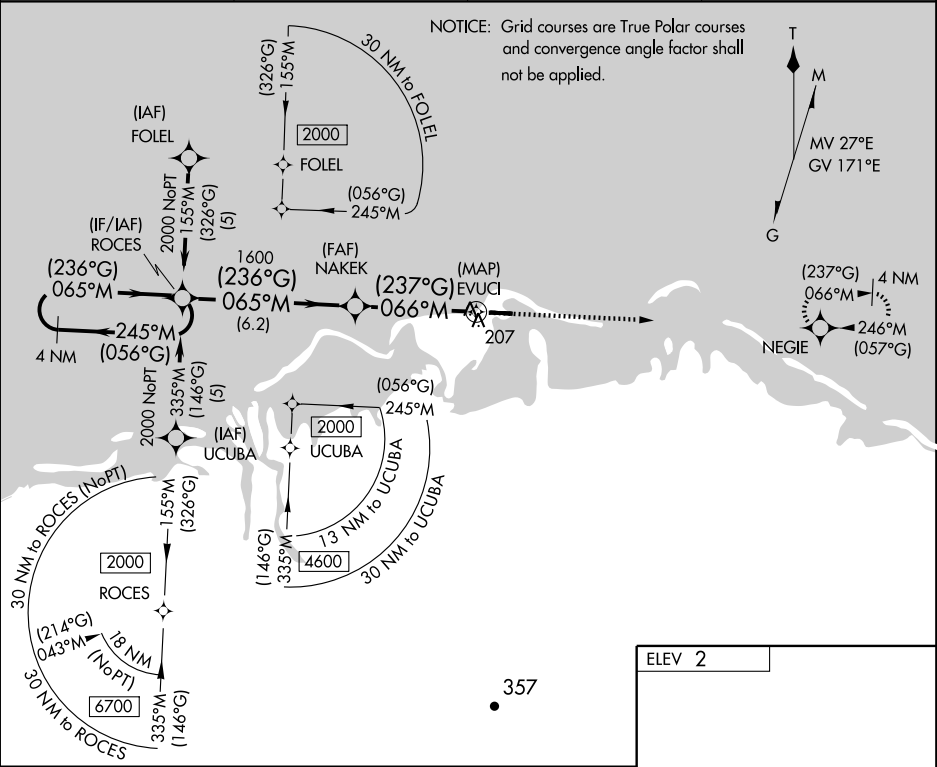 NOTICE: Grid courses are True Polar courses
and convergence angle factor shall
not be applied.
T
M
MV 27°E
GV 171°E
G
(326°G)
155°M
30 NM to FOLEL
2000
FOLEL
(056°G)
245°M
(IAF)
FOLEL
2000 NoPT
155°M
(326°G)
(5)
(IF/IAF)
ROCES
(236°G)
065°M
245°M
(056°G)
4 NM
1600
(236°G)
065°M
(6.2)
(FAF)
NAKEK
(237°G)
066°M
(MAP)
EVUCI
207
(237°G)
066°M
4 NM
246°M
(057°G)
NEGIE
2000 NoPT
335°M
(146°G)
(5)
(IAF)
UCUBA
(056°G)
245°M
2000
UCUBA
13 NM to UCUBA
30 NM to UCUBA
4600
(146°G)
335°M
30 NM to ROCES (NoPT)
155°M
(326°G)
2000
ROCES
(214°G)
043°M
18 NM
(NoPT)
6700
335°M
(146°G)
30 NM to ROCES
357
ELEV 2